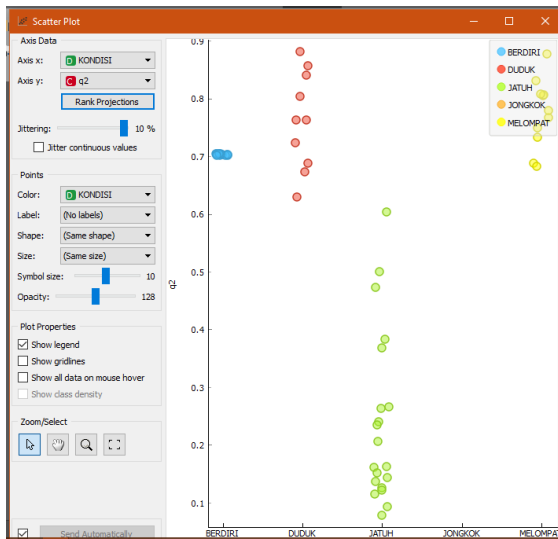 Scatter Plot
Axis Data
Axis x: D KONDISI
Axis y: C q2
Rank Projections
Jittering: 10 %
Jitter continuous values
Points
Color: D KONDISI
Label: (No labels)
Shape: (Same shape)
Size: (Same size)
Symbol size: 10
Opacity: 128
Plot Properties
Show legend
Show gridlines
Show all data on mouse hover
Show class density
Zoom/Select
Send Automatically
0.9
0.8
0.7
0.6
0.5
0.4
0.3
0.2
0.1
q2
BERDIRI
DUDUK
JATUH
JONGKOK
MELOMPAT
BERDIRI DUDUK JATUH JONGKOK MELOMPAT